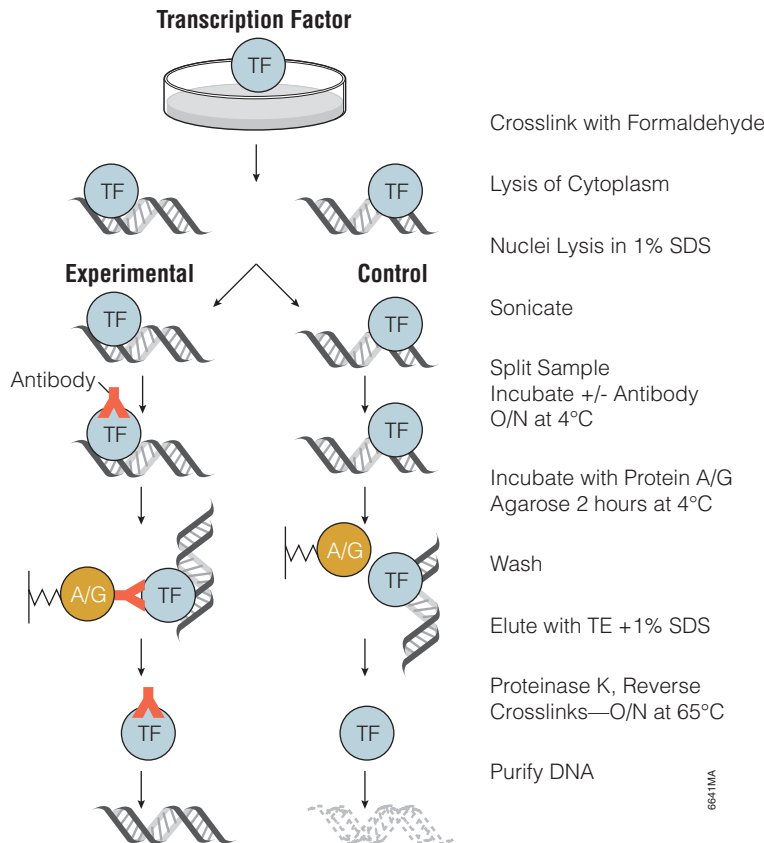 Transcription Factor
TF
Crosslink with Formaldehyde
TF
TF
Lysis of Cytoplasm
Nuclei Lysis in 1% SDS
Experimental
Control
TF
TF
Sonicate
Split Sample
Incubate +/- Antibody
O/N at 4°C
Antibody
TF
TF
Incubate with Protein A/G
Agarose 2 hours at 4°C
A/G
TF
A/G
TF
Wash
Elute with TE +1% SDS
Proteinase K, Reverse
Crosslinks—O/N at 65°C
TF
TF
Purify DNA
6641MA